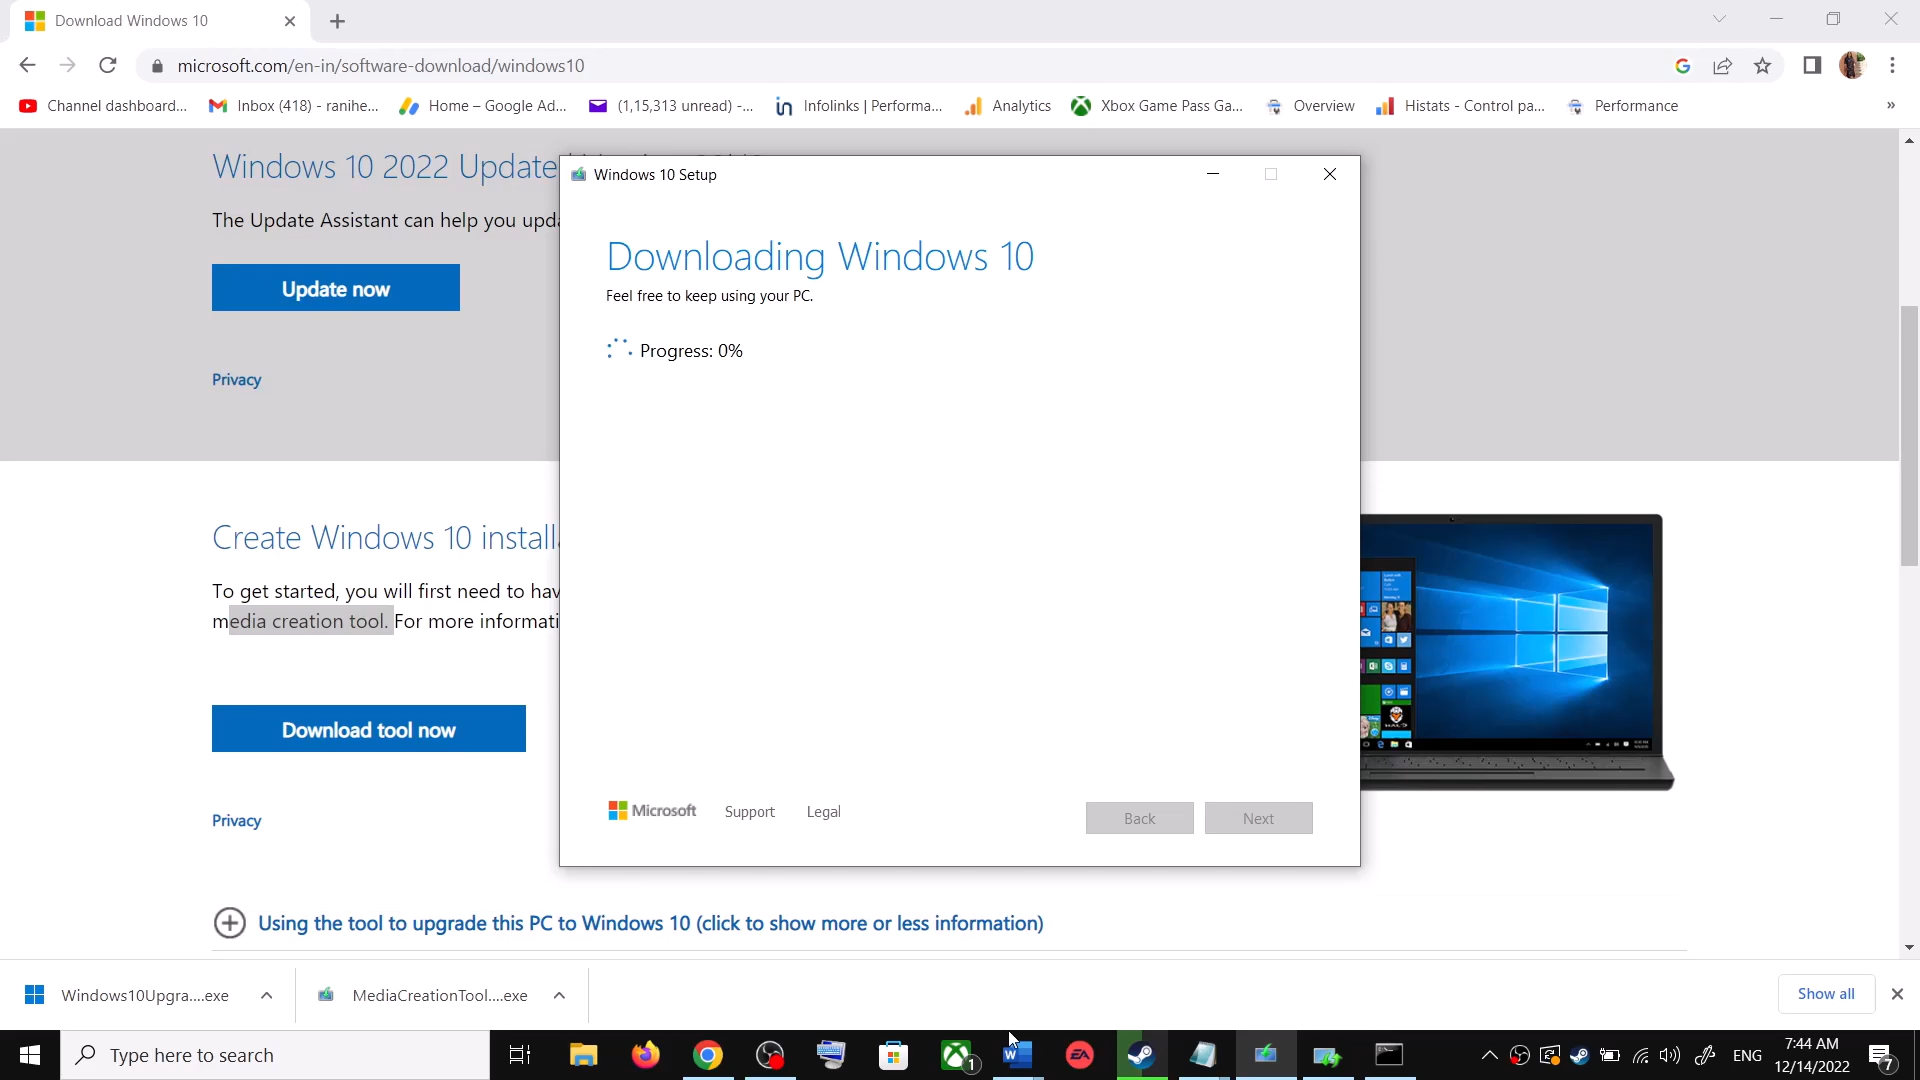 Download Windows 10
microsoft.com/en-in/software-download/windows10
Channel dashboard...
Inbox (418) - ranihe...
Home – Google Ad...
(1,15,313 unread) -...
Infolinks | Performa...
Analytics
Xbox Game Pass Ga...
Overview
Histats - Control pa...
Performance
»
Windows 10 2022 Update
The Update Assistant can help you upda
Update now
Privacy
Windows 10 Setup
Downloading Windows 10
Feel free to keep using your PC.
Progress: 0%
Microsoft
Support
Legal
Back
Next
Create Windows 10 installa
To get started, you will first need to hav
media creation tool. For more informati
Download tool now
Privacy
Using the tool to upgrade this PC to Windows 10 (click to show more or less information)
Windows10Upgra....exe
MediaCreationTool....exe
Show all
Type here to search
1
ENG
7:44 AM
12/14/2022
7